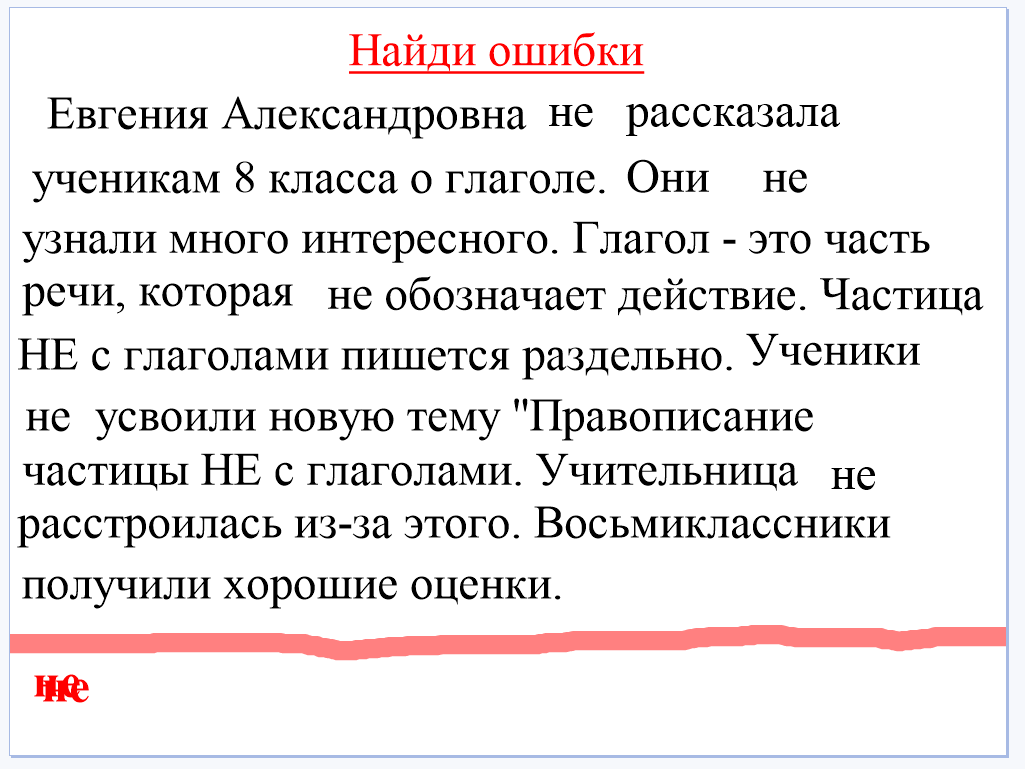 Найди ошибки
Евгения Александровна не рассказала
ученикам 8 класса о глаголе. Они не
узнали много интересного. Глагол - это часть
речи, которая не обозначает действие. Частица
НЕ с глаголами пишется раздельно. Ученики
не усвоили новую тему "Правописание
частицы НЕ с глаголами. Учительница не
расстроилась из-за этого. Восьмиклассники
получили хорошие оценки.
не не